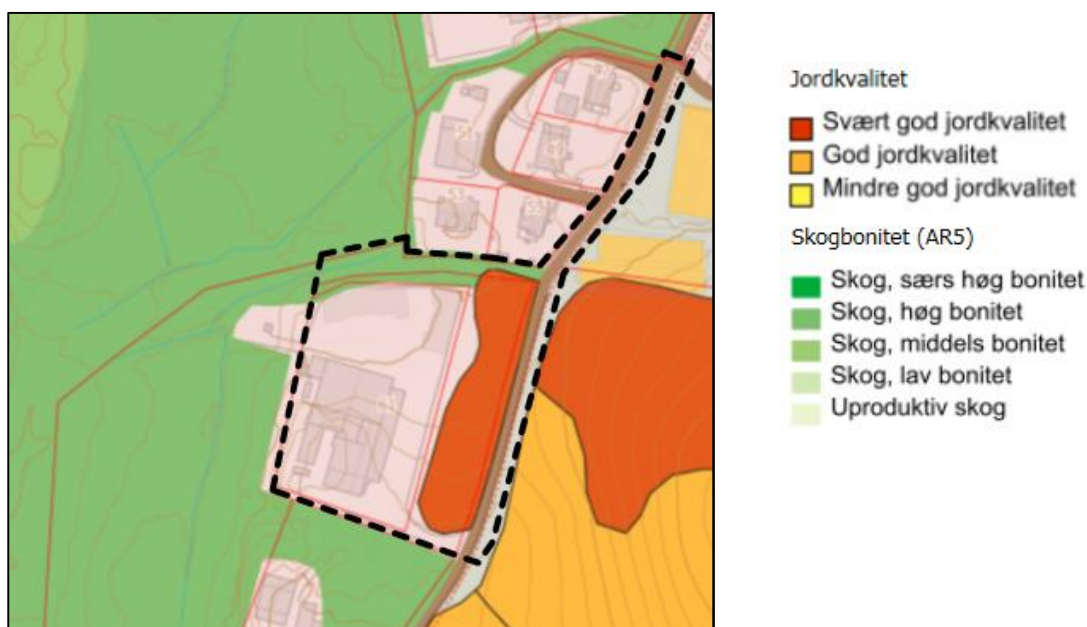 Jordkvalitet
Svært god jordkvalitet
God jordkvalitet
Mindre god jordkvalitet
Skogbonitet (AR5)
Skog, særs høg bonitet
Skog, høg bonitet
Skog, middels bonitet
Skog, lav bonitet
Uproduktiv skog
51
53
55